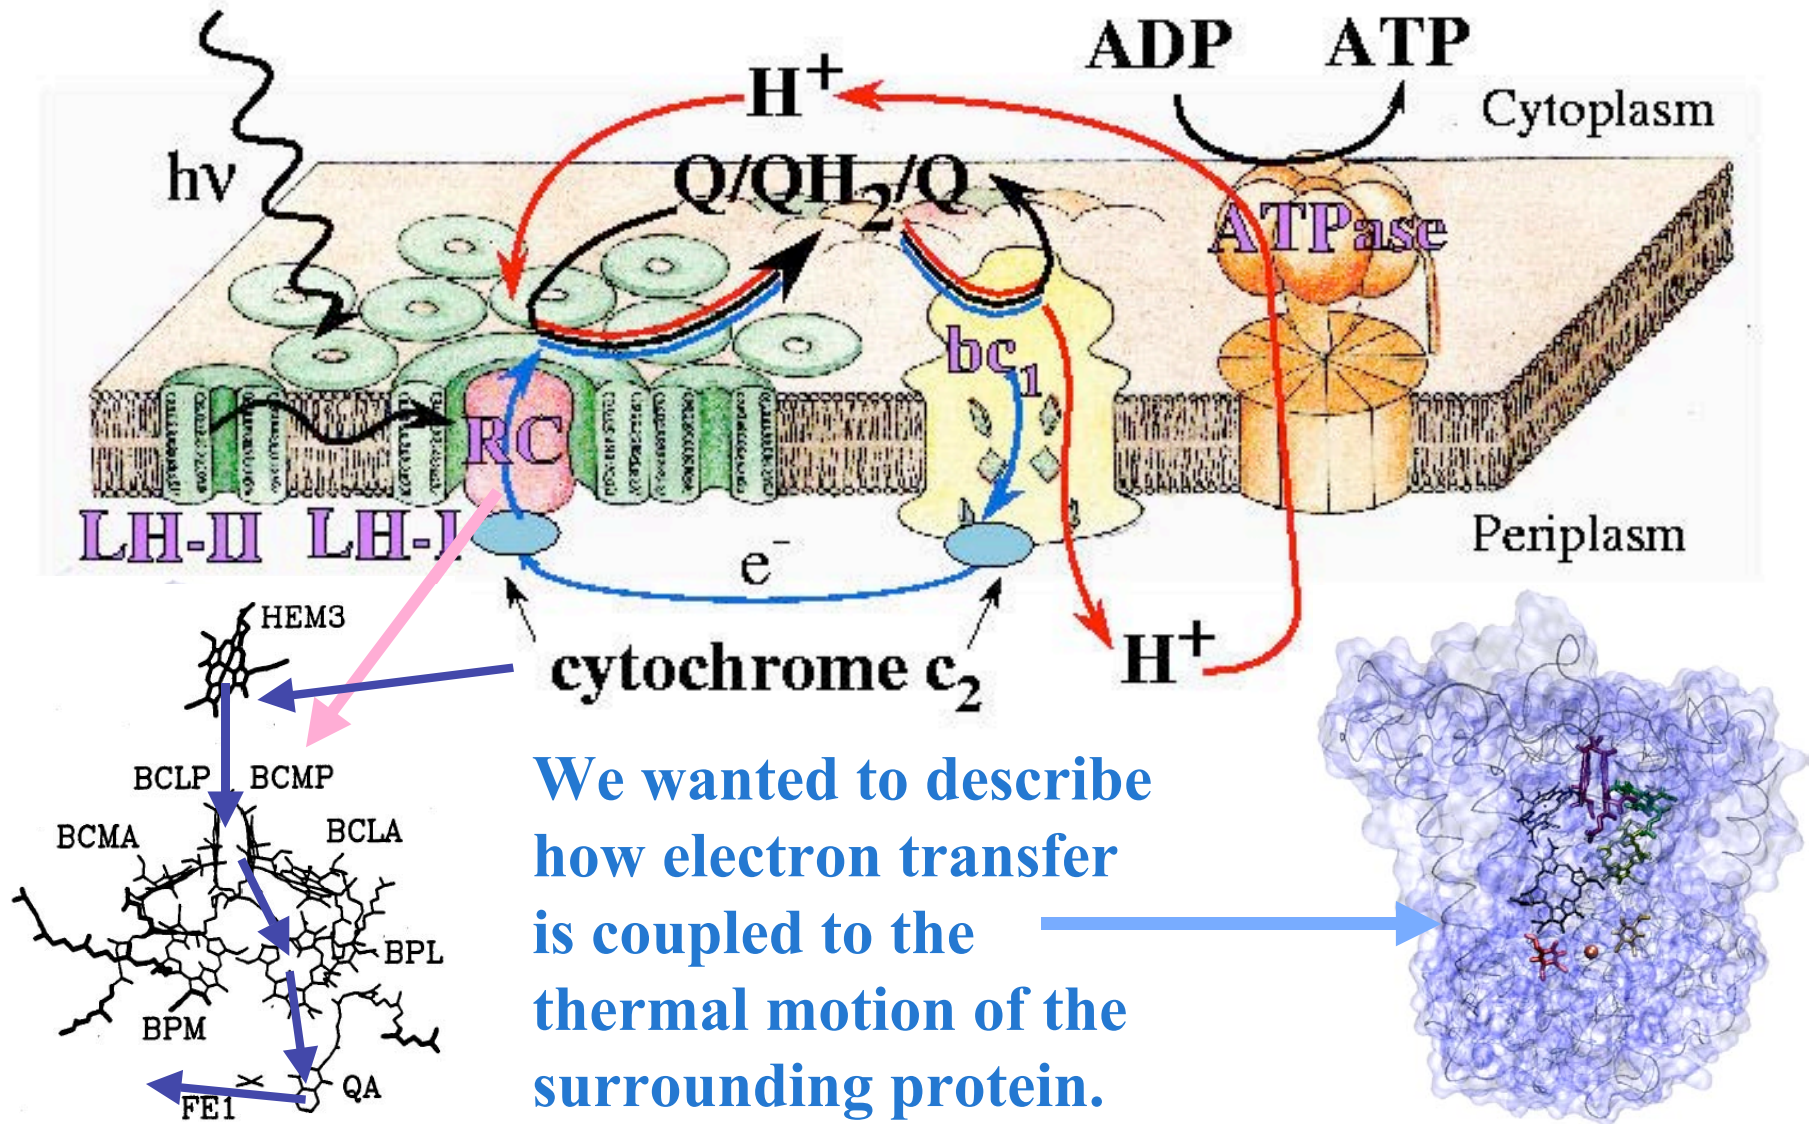 ADP ATP
H⁺
Cytoplasm
hν
Q/QH₂/Q
ATPase
bc₁
RC
LH-II LH-I
Periplasm
e⁻
HEM3
cytochrome c₂
H⁺
BCLP BCMP
BCMA
BCLA
BPL
BPM
QA
FE1
We wanted to describe
how electron transfer
is coupled to the
thermal motion of the
surrounding protein.